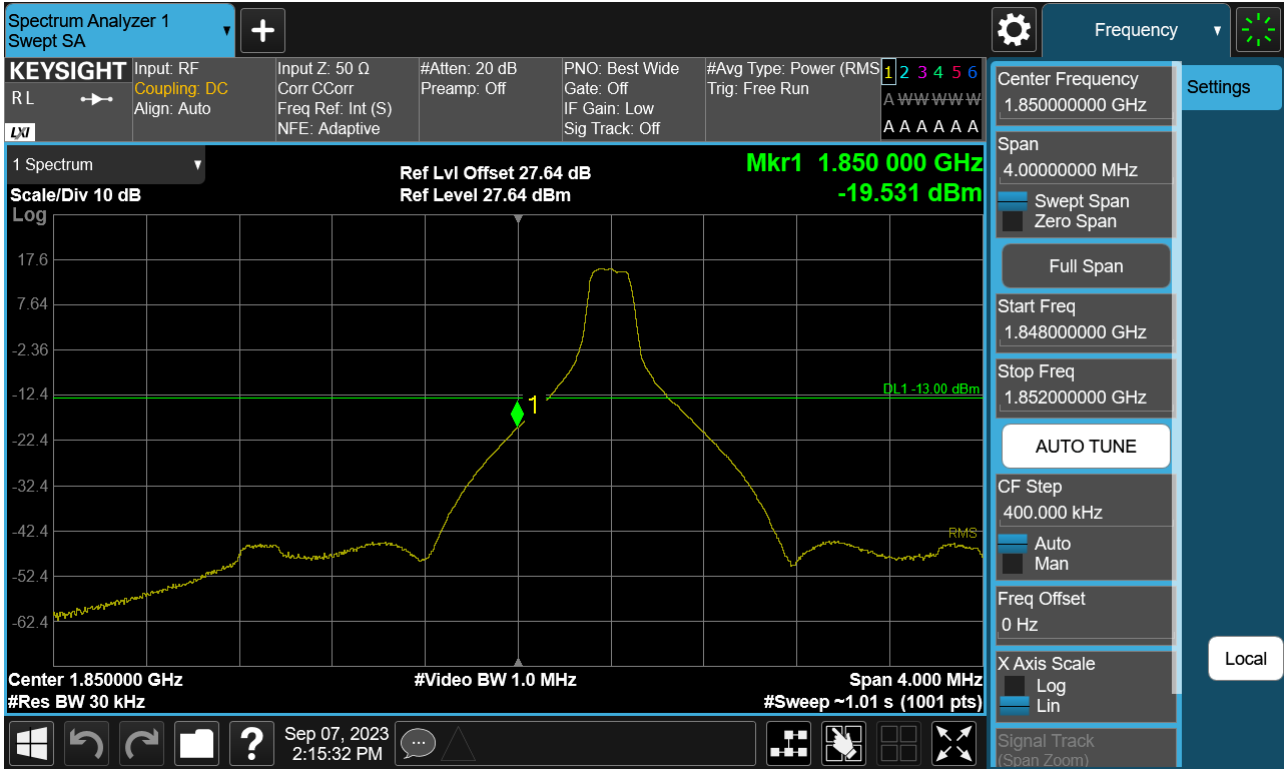 Spectrum Analyzer 1
Swept SA
Frequency
KEYSIGHT
R L
LXI
Input: RF
Coupling: DC
Align: Auto
Input Z: 50 Ω
Corr CCorr
Freq Ref: Int (S)
NFE: Adaptive
#Atten: 20 dB
Preamp: Off
PNO: Best Wide
Gate: Off
IF Gain: Low
Sig Track: Off
#Avg Type: Power (RMS
Trig: Free Run
1 2 3 4 5 6
A W W W W W
A A A A A A
1 Spectrum
Scale/Div 10 dB
Ref Lvl Offset 27.64 dB
Ref Level 27.64 dBm
Mkr1 1.850 000 GHz
-19.531 dBm
Log
17.6
7.64
-2.36
-12.4
-22.4
-32.4
-42.4
-52.4
-62.4
DL1 -13.00 dBm
1
RMS
Center 1.850000 GHz
#Video BW 1.0 MHz
Span 4.000 MHz
#Res BW 30 kHz
#Sweep ~1.01 s (1001 pts)
Center Frequency
1.850000000 GHz
Settings
Span
4.00000000 MHz
Swept Span
Zero Span
Full Span
Start Freq
1.848000000 GHz
Stop Freq
1.852000000 GHz
AUTO TUNE
CF Step
400.000 kHz
Auto
Man
Freq Offset
0 Hz
X Axis Scale
Log
Lin
Signal Track
(Span Zoom)
Local
?
Sep 07, 2023
2:15:32 PM